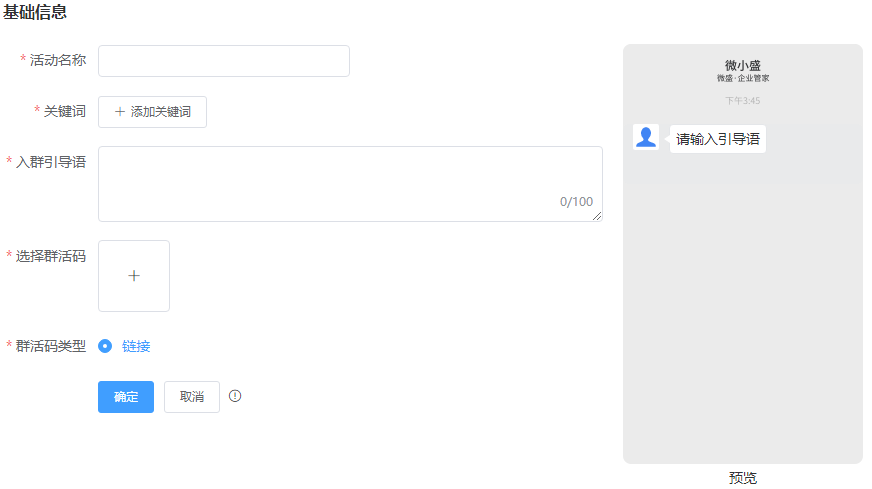 基础信息
* 活动名称
* 关键词
+ 添加关键词
* 入群引导语
0/100
* 选择群活码
+
* 群活码类型
链接
确定
取消
微小盛
微盛·企业管家
下午3:45
请输入引导语
预览